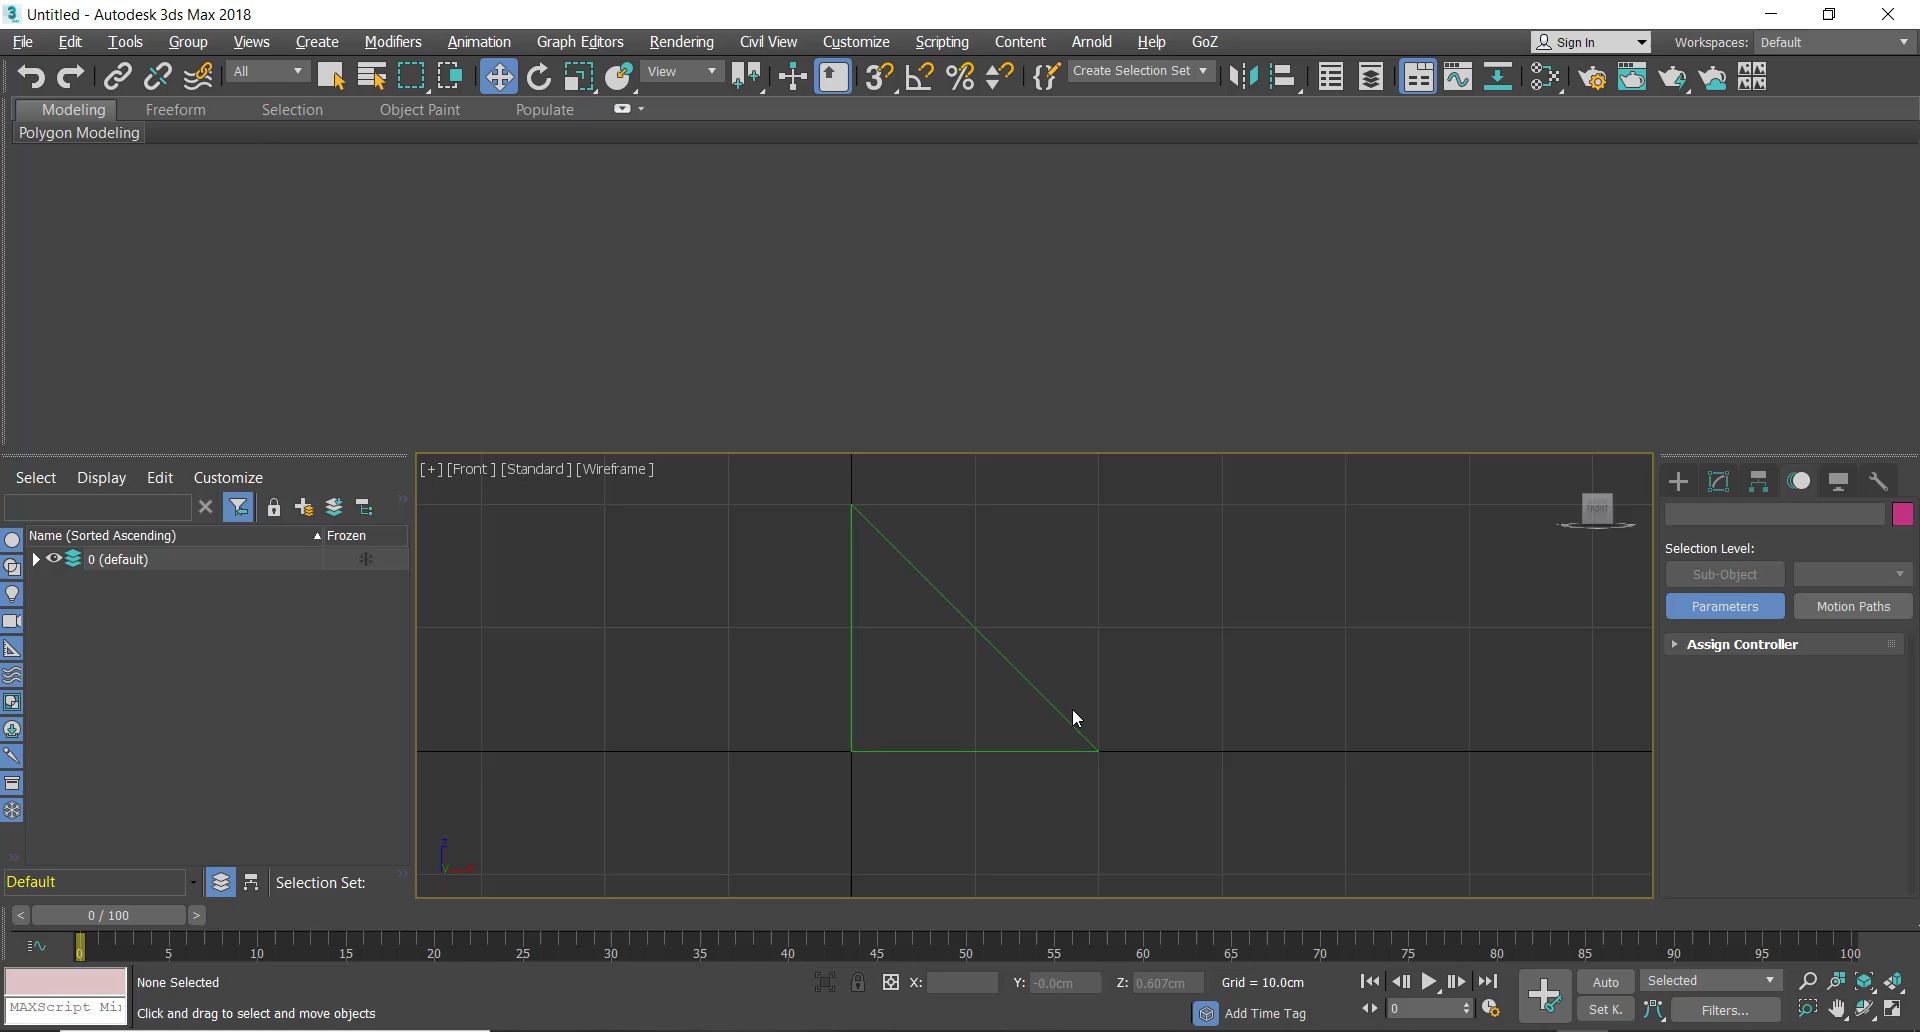 Untitled - Autodesk 3ds Max 2018
File Edit Tools Group Views Create Modifiers Animation Graph Editors Rendering Civil View Customize Scripting Content Arnold Help GoZ Sign In Workspaces: Default
All View Create Selection Set
Modeling Freeform Selection Object Paint Populate
Polygon Modeling
[+] [Front ] [Standard ] [Wireframe ]
Select Display Edit Customize
FRONT
Name (Sorted Ascending) Frozen
Selection Level:
0 (default)
Sub-Object
Parameters Motion Paths
Assign Controller
z
Default Selection Set:
0 / 100
0 5 10 15 20 25 30 35 40 45 50 55 60 65 70 75 80 85 90 95 100
None Selected X: Y: -0.0cm Z: 0.607cm Grid = 10.0cm Auto Selected
MAXScript Mi
Click and drag to select and move objects Add Time Tag 0 Set K. Filters...